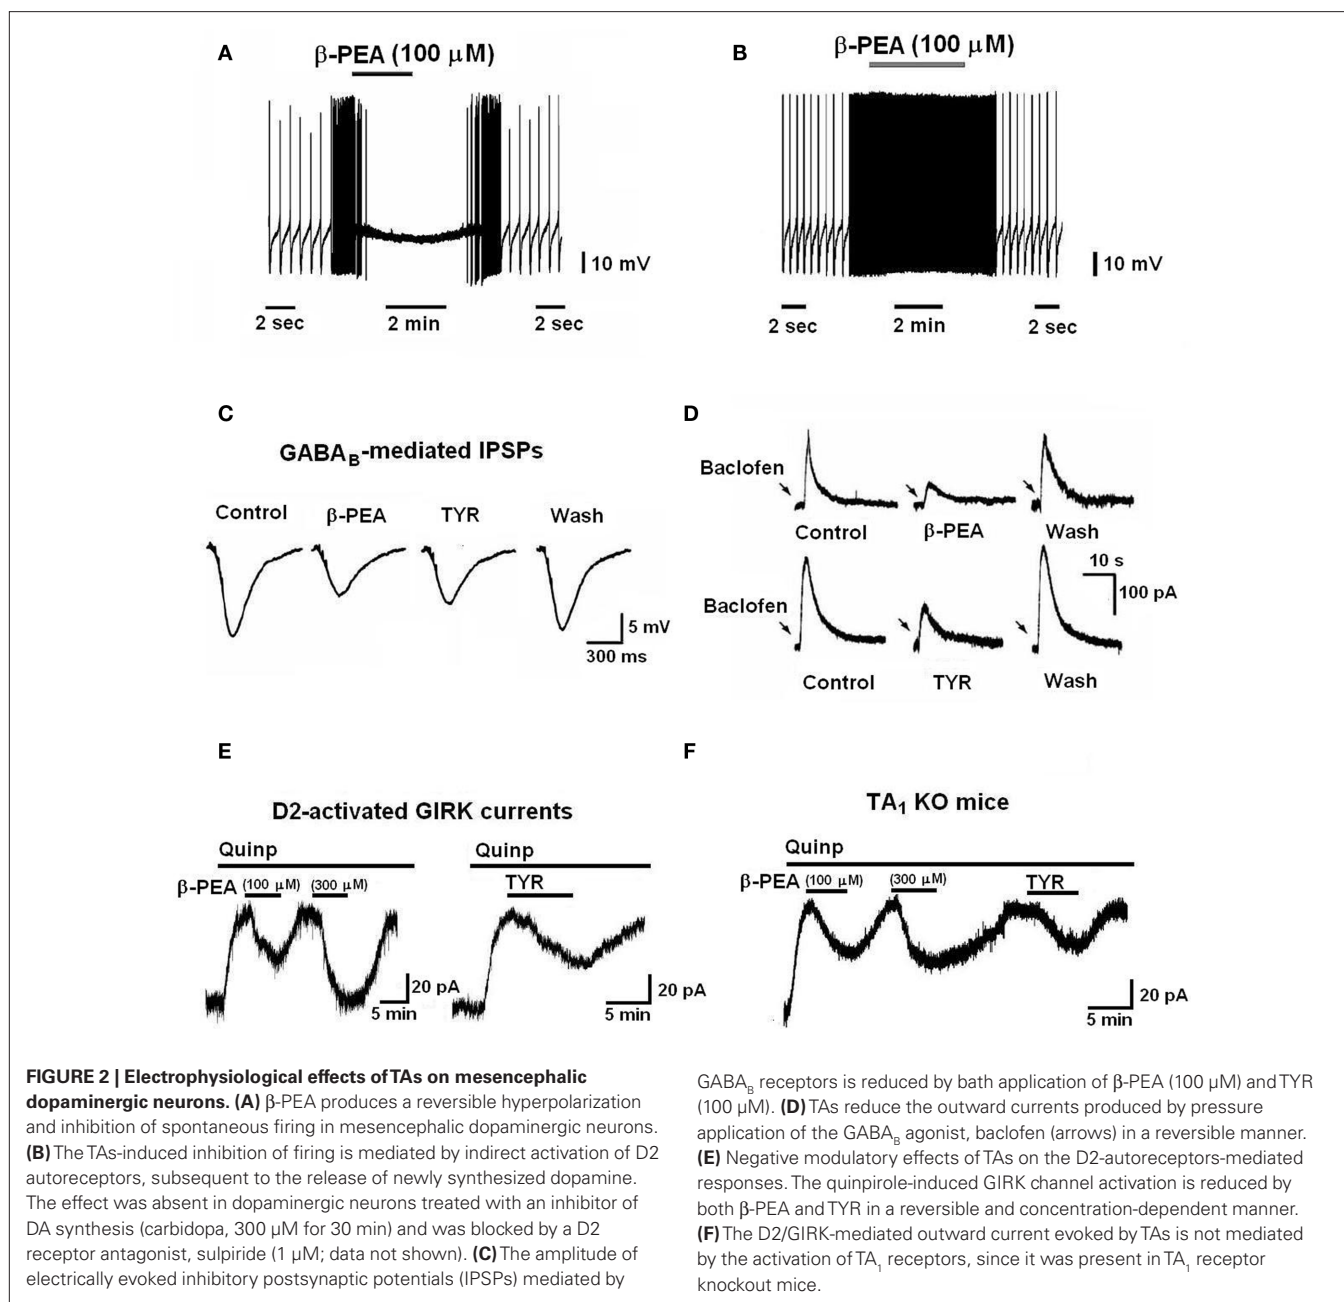 A
β-PEA (100 μM)
10 mV
2 sec
2 min
2 sec
B
β-PEA (100 μM)
10 mV
2 sec
2 min
2 sec
C
GABA_B-mediated IPSPs
Control
β-PEA
TYR
Wash
5 mV
300 ms
D
Baclofen
Control
β-PEA
Wash
10 s
100 pA
Baclofen
Control
TYR
Wash
E
D2-activated GIRK currents
Quinp
β-PEA (100 μM) (300 μM)
20 pA
5 min
Quinp
TYR
20 pA
5 min
F
TA₁ KO mice
Quinp
β-PEA (100 μM) (300 μM)
TYR
20 pA
5 min
FIGURE 2 | Electrophysiological effects of TAs on mesencephalic
dopaminergic neurons. (A) β-PEA produces a reversible hyperpolarization
and inhibition of spontaneous firing in mesencephalic dopaminergic neurons.
(B) The TAs-induced inhibition of firing is mediated by indirect activation of D2
autoreceptors, subsequent to the release of newly synthesized dopamine.
The effect was absent in dopaminergic neurons treated with an inhibitor of
DA synthesis (carbidopa, 300 μM for 30 min) and was blocked by a D2
receptor antagonist, sulpiride (1 μM; data not shown). (C) The amplitude of
electrically evoked inhibitory postsynaptic potentials (IPSPs) mediated by
GABA_B receptors is reduced by bath application of β-PEA (100 μM) and TYR
(100 μM). (D) TAs reduce the outward currents produced by pressure
application of the GABA_B agonist, baclofen (arrows) in a reversible manner.
(E) Negative modulatory effects of TAs on the D2-autoreceptors-mediated
responses. The quinpirole-induced GIRK channel activation is reduced by
both β-PEA and TYR in a reversible and concentration-dependent manner.
(F) The D2/GIRK-mediated outward current evoked by TAs is not mediated
by the activation of TA₁ receptors, since it was present in TA₁ receptor
knockout mice.